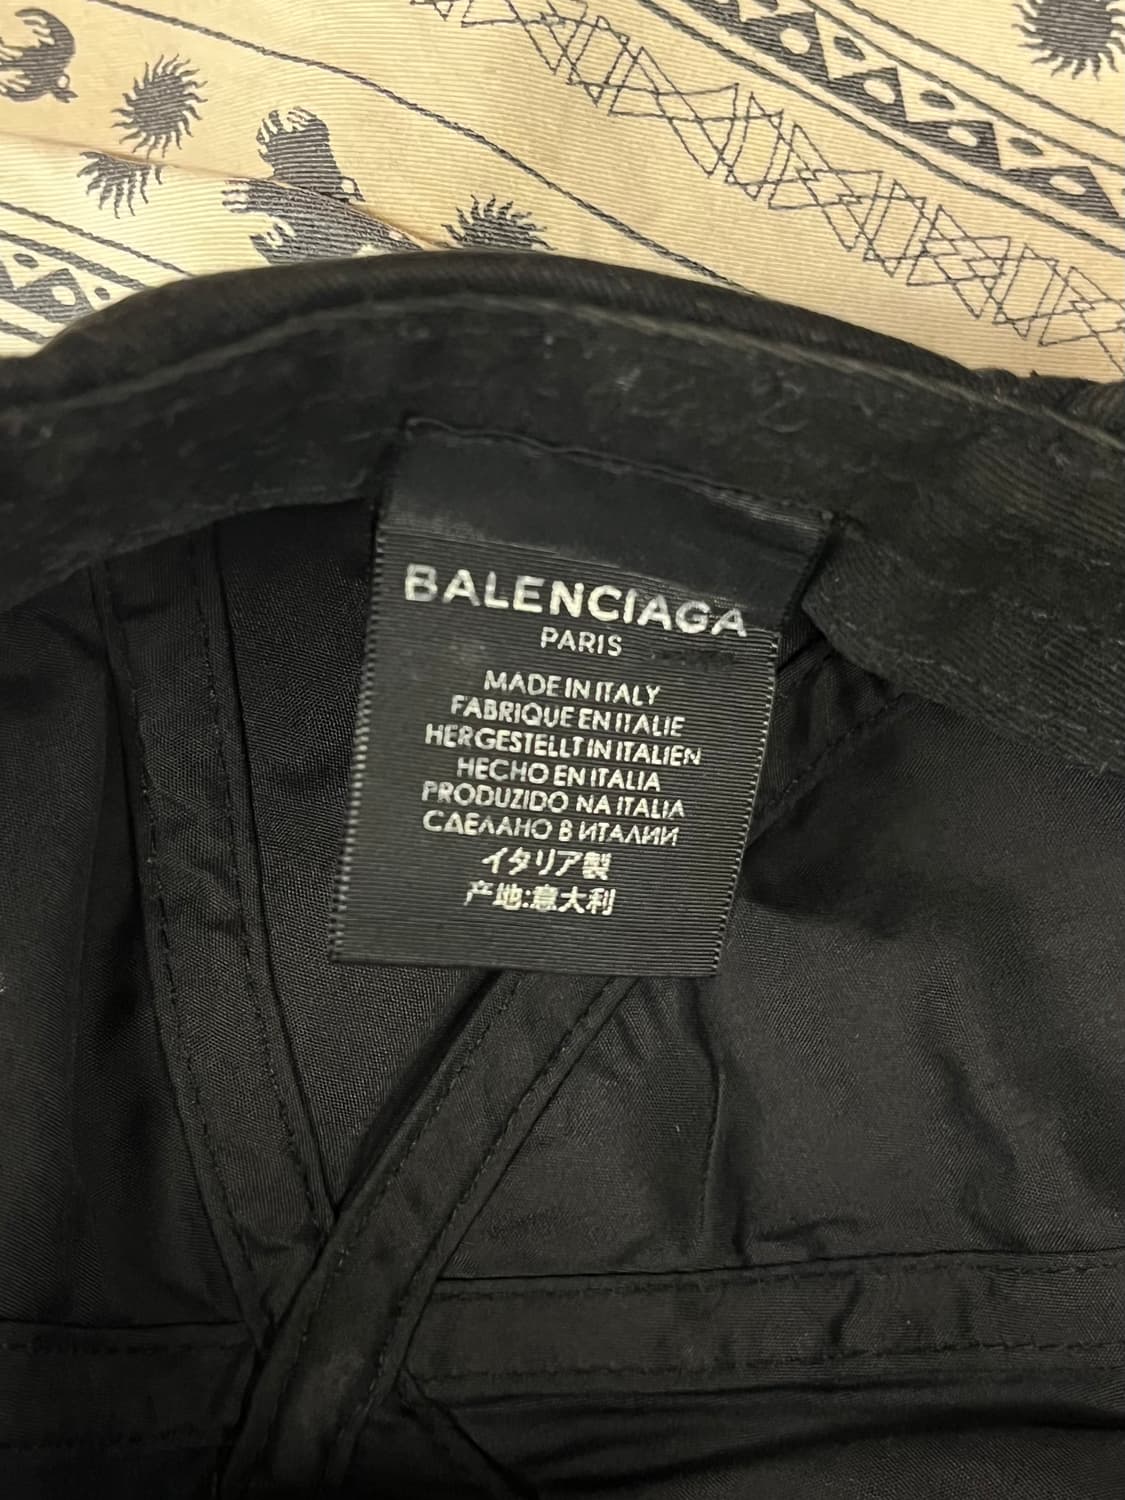 BALENCIAGA
PARIS
MADE IN ITALY
FABRIQUE EN ITALIE
HERGESTELLT IN ITALIEN
HECHO EN ITALIA
PRODUZIDO NA ITALIA
СДЕЛАНО В ИТАЛИИ
イタリア製
产地:意大利